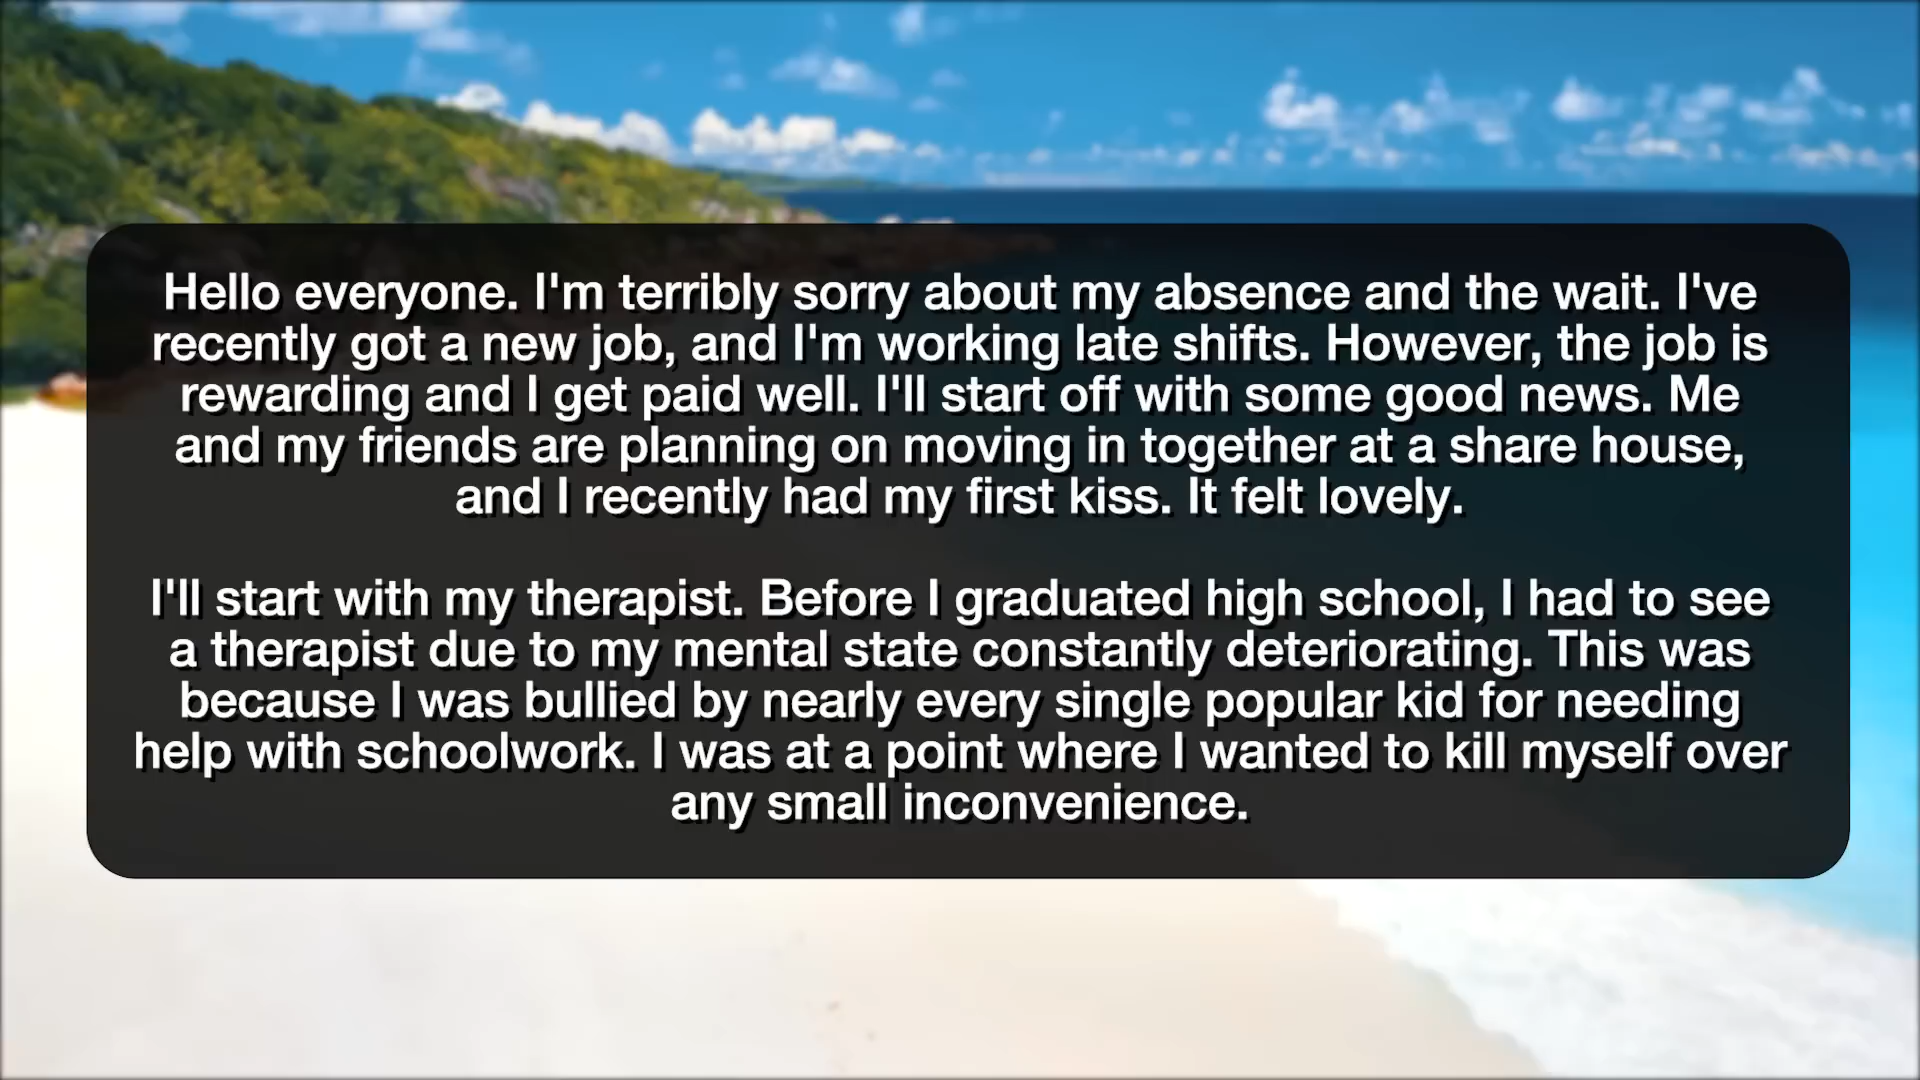 Hello everyone. I'm terribly sorry about my absence and the wait. I've
recently got a new job, and I'm working late shifts. However, the job is
rewarding and I get paid well. I'll start off with some good news. Me
and my friends are planning on moving in together at a share house,
and I recently had my first kiss. It felt lovely.
I'll start with my therapist. Before I graduated high school, I had to see
a therapist due to my mental state constantly deteriorating. This was
because I was bullied by nearly every single popular kid for needing
help with schoolwork. I was at a point where I wanted to kill myself over
any small inconvenience.